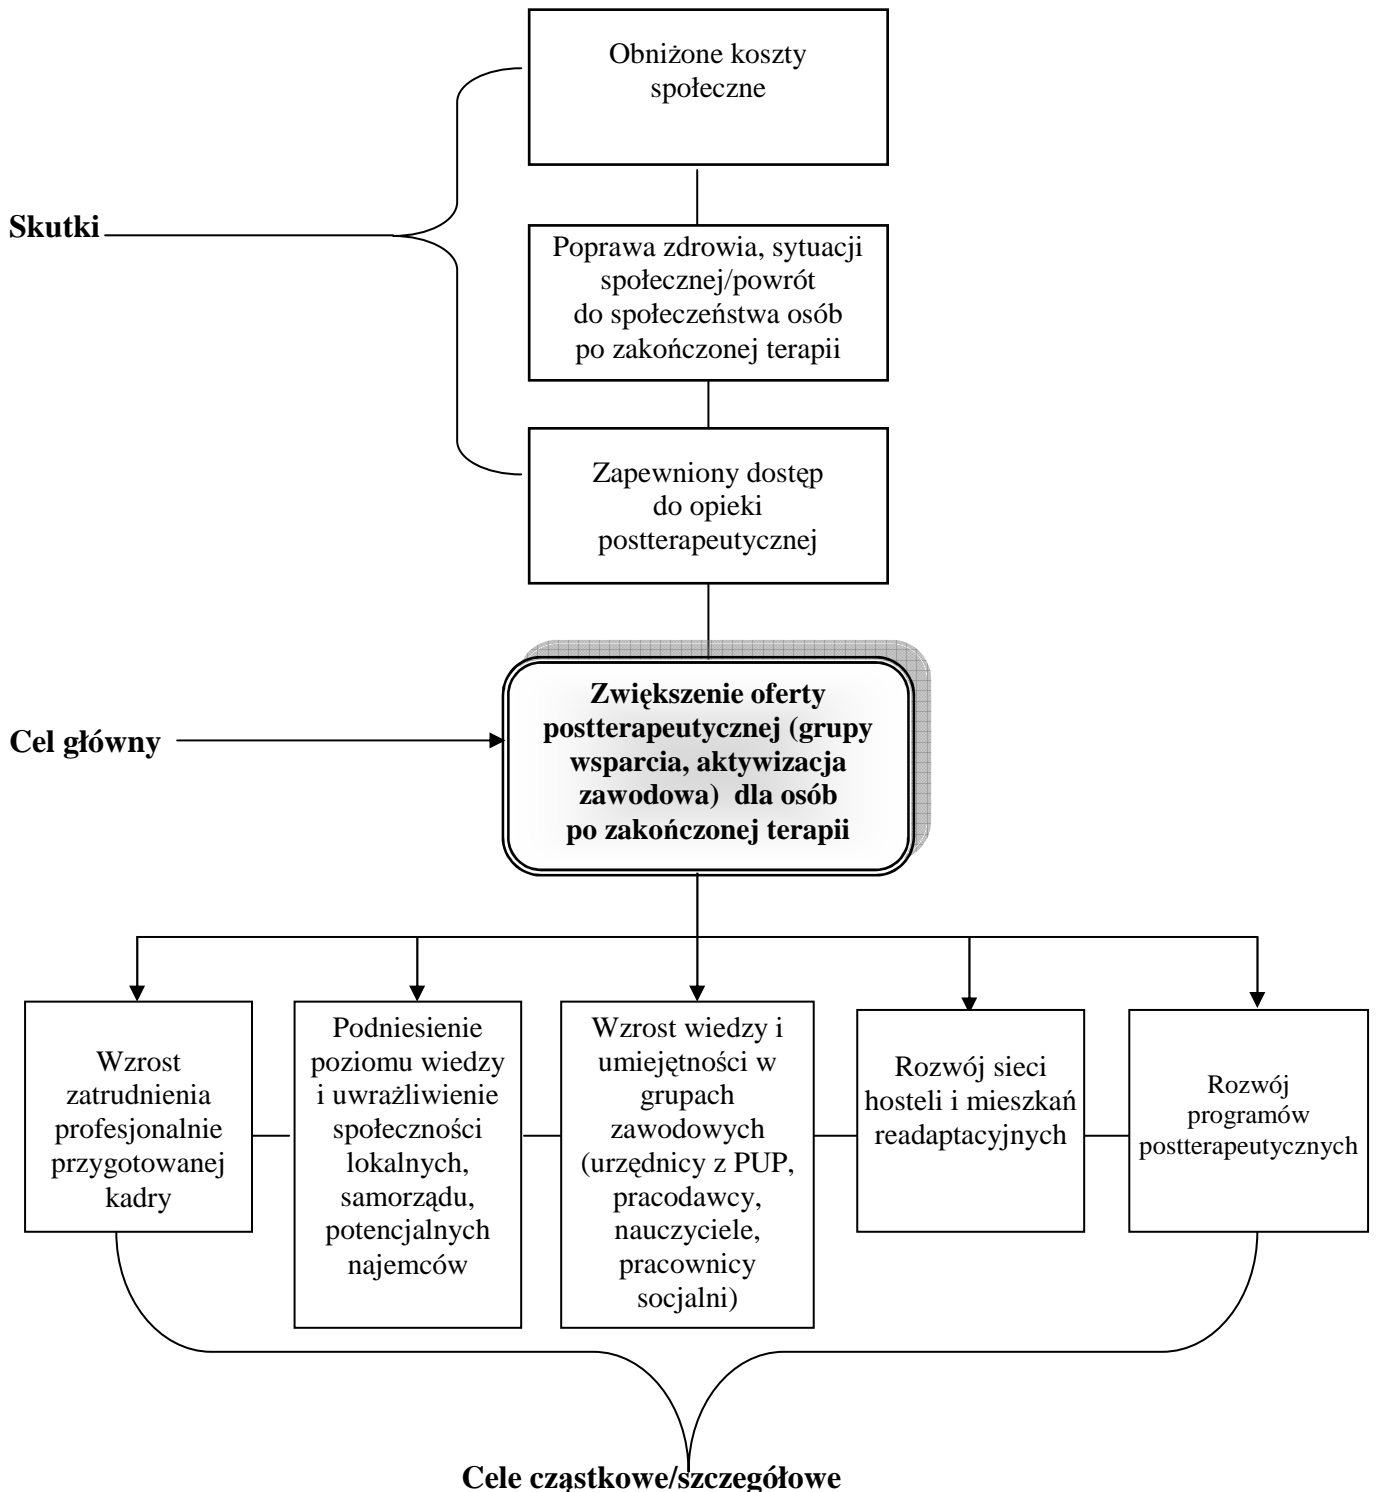 Obniżone koszty
społeczne
Skutki
Poprawa zdrowia, sytuacji
społecznej/powrót
do społeczeństwa osób
po zakończonej terapii
Zapewniony dostęp
do opieki
postterapeutycznej
Cel główny
Zwiększenie oferty
postterapeutycznej (grupy
wsparcia, aktywizacja
zawodowa) dla osób
po zakończonej terapii
Wzrost
zatrudnienia
profesjonalnie
przygotowanej
kadry
Podniesienie
poziomu wiedzy
i uwrażliwienie
społeczności
lokalnych,
samorządu,
potencjalnych
najemców
Wzrost wiedzy i
umiejętności w
grupach
zawodowych
(urzędnicy z PUP,
pracodawcy,
nauczyciele,
pracownicy
socjalni)
Rozwój sieci
hosteli i mieszkań
readaptacyjnych
Rozwój
programów
postterapeutycznych
Cele cząstkowe/szczegółowe